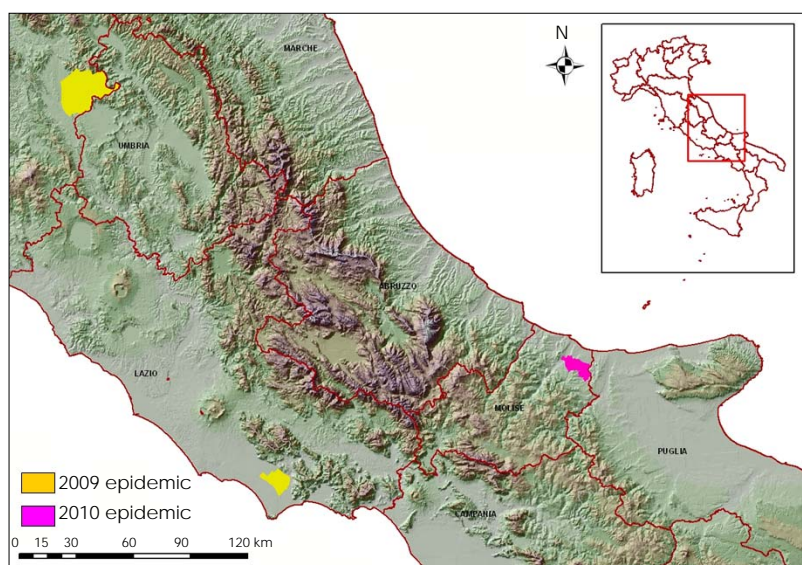 N
MARCHE
UMBRIA
ABRUZZO
LAZIO
MOLISE
PUGLIA
CAMPANIA
2009 epidemic
2010 epidemic
0 15 30 60 90 120 km